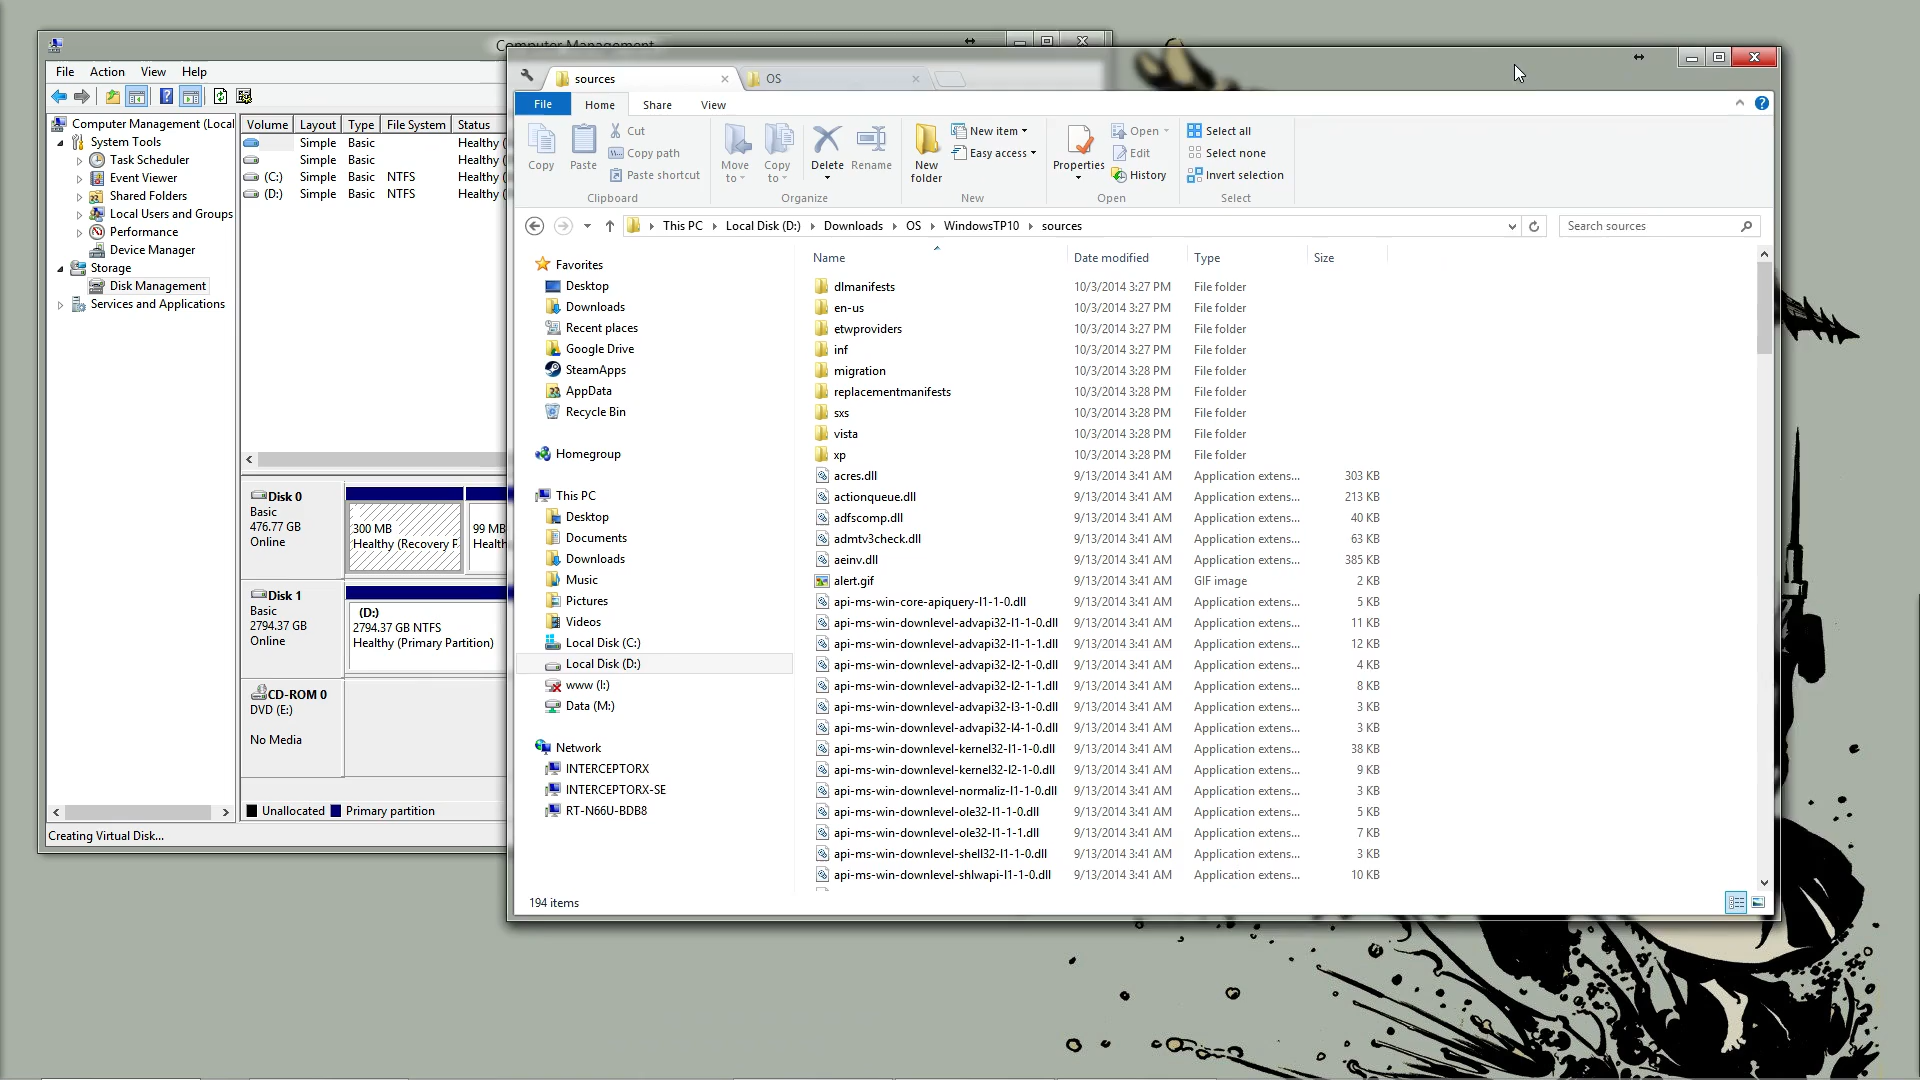 Computer Management
File Action View Help
Computer Management (Local
System Tools
Task Scheduler
Event Viewer
Shared Folders
Local Users and Groups
Performance
Device Manager
Storage
Disk Management
Services and Applications
Volume Layout Type File System Status
Simple Basic Healthy (
Simple Basic Healthy (
(C:) Simple Basic NTFS Healthy (
(D:) Simple Basic NTFS Healthy (
Disk 0
Basic
476.77 GB
Online
300 MB
Healthy (Recovery P
99 MB
Health
Disk 1
Basic
2794.37 GB
Online
(D:)
2794.37 GB NTFS
Healthy (Primary Partition)
CD-ROM 0
DVD (E:)
No Media
Unallocated Primary partition
Creating Virtual Disk...
sources OS
File Home Share View
Copy
Paste
Cut
Copy path
Paste shortcut
Clipboard
Move to
Copy to
Delete
Rename
Organize
New folder
New item
Easy access
New
Properties
Open
Edit
History
Open
Select all
Select none
Invert selection
Select
This PC Local Disk (D:) Downloads OS WindowsTP10 sources
Search sources
Favorites
Desktop
Downloads
Recent places
Google Drive
SteamApps
AppData
Recycle Bin
Homegroup
This PC
Desktop
Documents
Downloads
Music
Pictures
Videos
Local Disk (C:)
Local Disk (D:)
www (I:)
Data (M:)
Network
INTERCEPTORX
INTERCEPTORX-SE
RT-N66U-BDB8
Name Date modified Type Size
dlmanifests 10/3/2014 3:27 PM File folder
en-us 10/3/2014 3:27 PM File folder
etwproviders 10/3/2014 3:27 PM File folder
inf 10/3/2014 3:27 PM File folder
migration 10/3/2014 3:28 PM File folder
replacementmanifests 10/3/2014 3:28 PM File folder
sxs 10/3/2014 3:28 PM File folder
vista 10/3/2014 3:28 PM File folder
xp 10/3/2014 3:28 PM File folder
acres.dll 9/13/2014 3:41 AM Application extens... 303 KB
actionqueue.dll 9/13/2014 3:41 AM Application extens... 213 KB
adfscomp.dll 9/13/2014 3:41 AM Application extens... 40 KB
admtv3check.dll 9/13/2014 3:41 AM Application extens... 63 KB
aeinv.dll 9/13/2014 3:41 AM Application extens... 385 KB
alert.gif 9/13/2014 3:41 AM GIF image 2 KB
api-ms-win-core-apiquery-l1-1-0.dll 9/13/2014 3:41 AM Application extens... 5 KB
api-ms-win-downlevel-advapi32-l1-1-0.dll 9/13/2014 3:41 AM Application extens... 11 KB
api-ms-win-downlevel-advapi32-l1-1-1.dll 9/13/2014 3:41 AM Application extens... 12 KB
api-ms-win-downlevel-advapi32-l2-1-0.dll 9/13/2014 3:41 AM Application extens... 4 KB
api-ms-win-downlevel-advapi32-l2-1-1.dll 9/13/2014 3:41 AM Application extens... 8 KB
api-ms-win-downlevel-advapi32-l3-1-0.dll 9/13/2014 3:41 AM Application extens... 3 KB
api-ms-win-downlevel-advapi32-l4-1-0.dll 9/13/2014 3:41 AM Application extens... 3 KB
api-ms-win-downlevel-kernel32-l1-1-0.dll 9/13/2014 3:41 AM Application extens... 38 KB
api-ms-win-downlevel-kernel32-l2-1-0.dll 9/13/2014 3:41 AM Application extens... 9 KB
api-ms-win-downlevel-normaliz-l1-1-0.dll 9/13/2014 3:41 AM Application extens... 3 KB
api-ms-win-downlevel-ole32-l1-1-0.dll 9/13/2014 3:41 AM Application extens... 5 KB
api-ms-win-downlevel-ole32-l1-1-1.dll 9/13/2014 3:41 AM Application extens... 7 KB
api-ms-win-downlevel-shell32-l1-1-0.dll 9/13/2014 3:41 AM Application extens... 3 KB
api-ms-win-downlevel-shlwapi-l1-1-0.dll 9/13/2014 3:41 AM Application extens... 10 KB
194 items